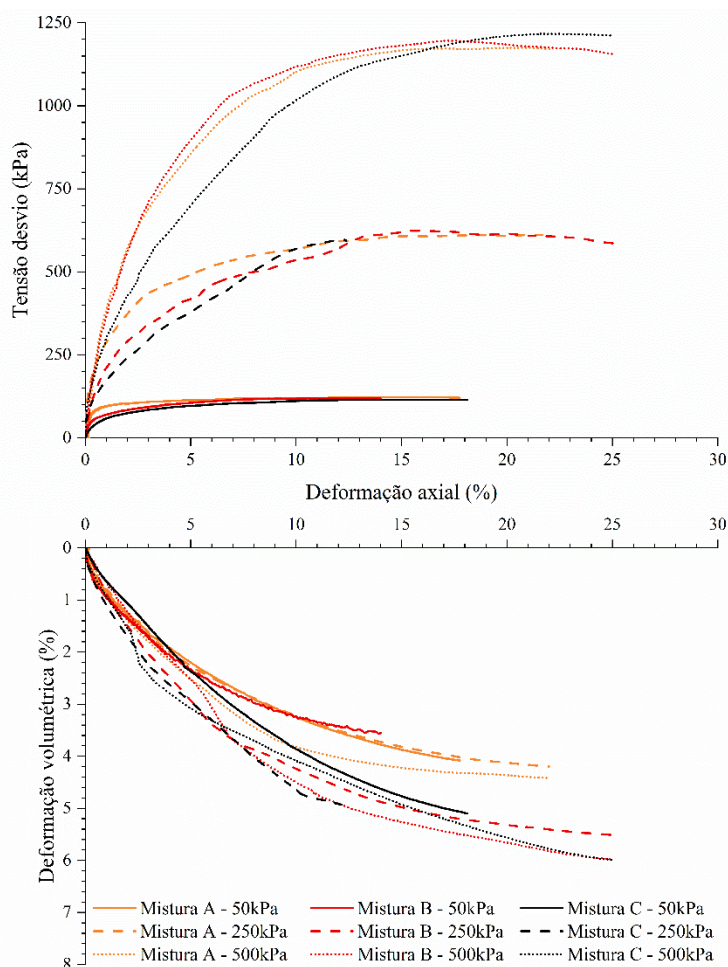 1250
1000
750
500
250
0
Tensão desvio (kPa)
0 5 10 15 20 25 30
Deformação axial (%)
0 5 10 15 20 25 30
0
1
2
3
4
5
6
7
8
Deformação volumétrica (%)
Mistura A - 50kPa Mistura B - 50kPa Mistura C - 50kPa
Mistura A - 250kPa Mistura B - 250kPa Mistura C - 250kPa
Mistura A - 500kPa Mistura B - 500kPa Mistura C - 500kPa